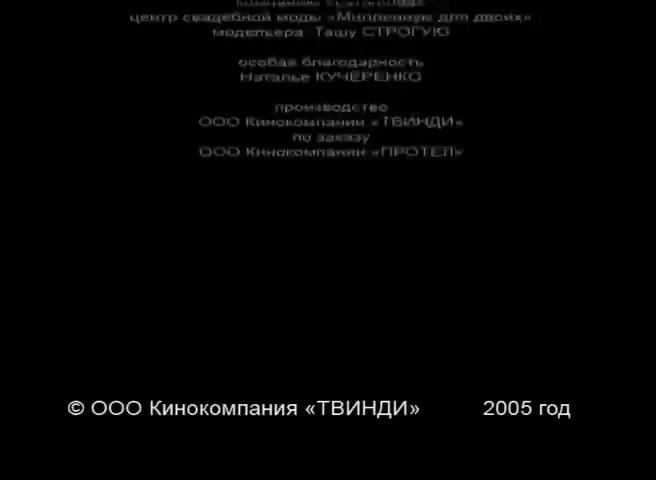 центр свадебной моды «Миллениум для двоих»
модельера Ташу СТРОГУЮ
особая благодарность
Наталье КУЧЕРЕНКО
производство
ООО Кинокомпании «ТВИНДИ»
по заказу
ООО Кинокомпании «ПРОТЕЛ»
© ООО Кинокомпания «ТВИНДИ» 2005 год